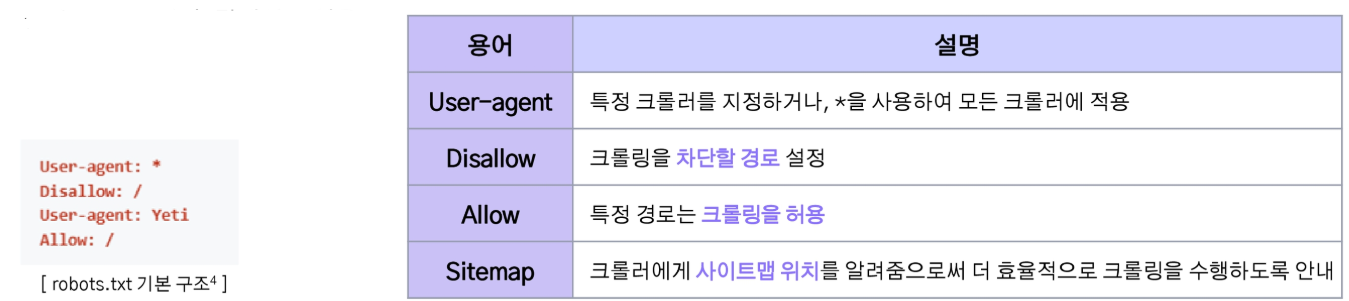 User-agent: *
Disallow: /
User-agent: Yeti
Allow: /
[ robots.txt 기본 구조⁴ ]
용어 설명
User-agent 특정 크롤러를 지정하거나, *을 사용하여 모든 크롤러에 적용
Disallow 크롤링을 차단할 경로 설정
Allow 특정 경로는 크롤링을 허용
Sitemap 크롤러에게 사이트맵 위치를 알려줌으로써 더 효율적으로 크롤링을 수행하도록 안내